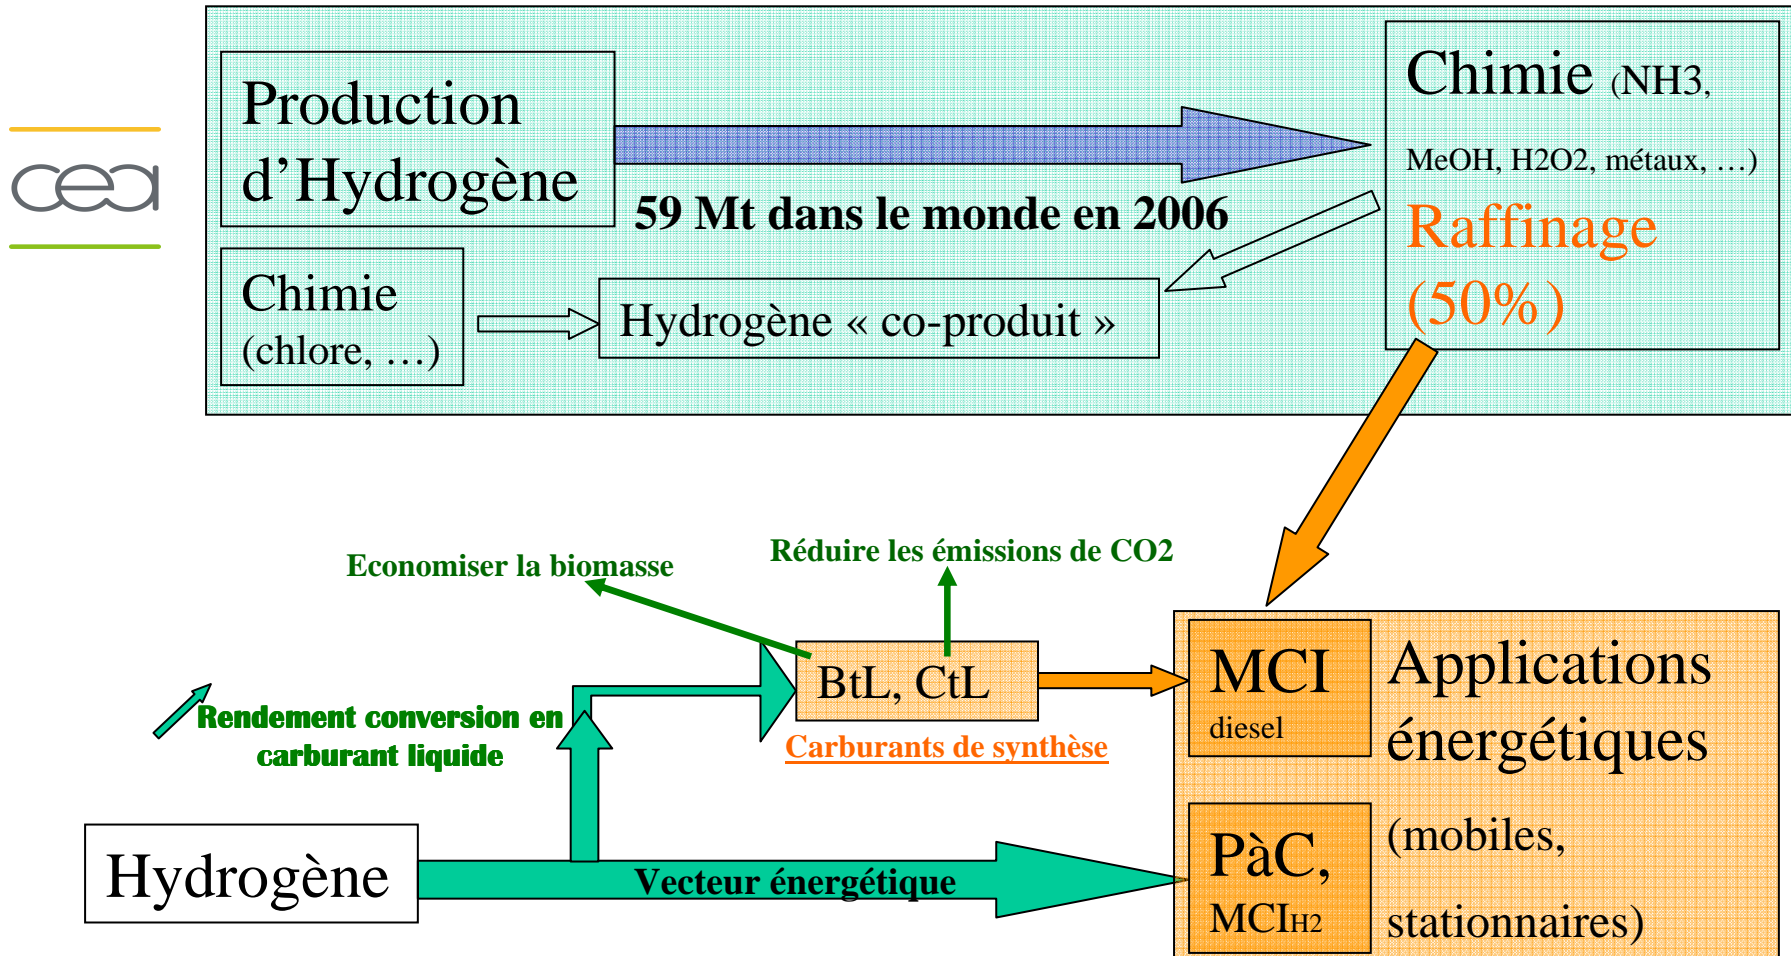 cea
Production
d’Hydrogène
59 Mt dans le monde en 2006
Chimie (NH3,
MeOH, H2O2, métaux, …)
Raffinage
(50%)
Chimie
(chlore, …)
Hydrogène « co-produit »
Economiser la biomasse
Réduire les émissions de CO2
Rendement conversion en
carburant liquide
BtL, CtL
Carburants de synthèse
MCI
diesel
Applications
énergétiques
(mobiles,
stationnaires)
Hydrogène
Vecteur énergétique
PàC,
MCIH2